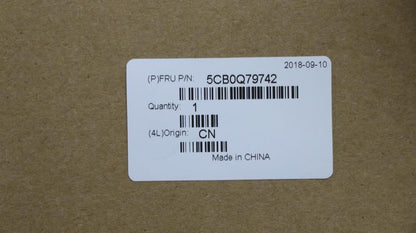 2018-09-10
(P)FRU P/N: 5CB0Q79742
Quantity: 1
(4L)Origin: CN
Made in CHINA